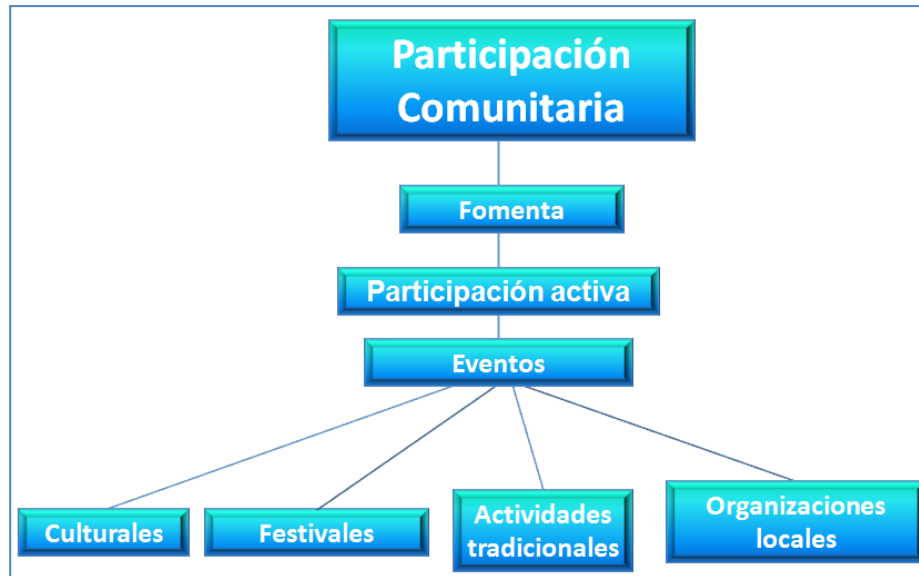 Participación
Comunitaria
Fomenta
Participación activa
Eventos
Culturales
Festivales
Actividades
tradicionales
Organizaciones
locales